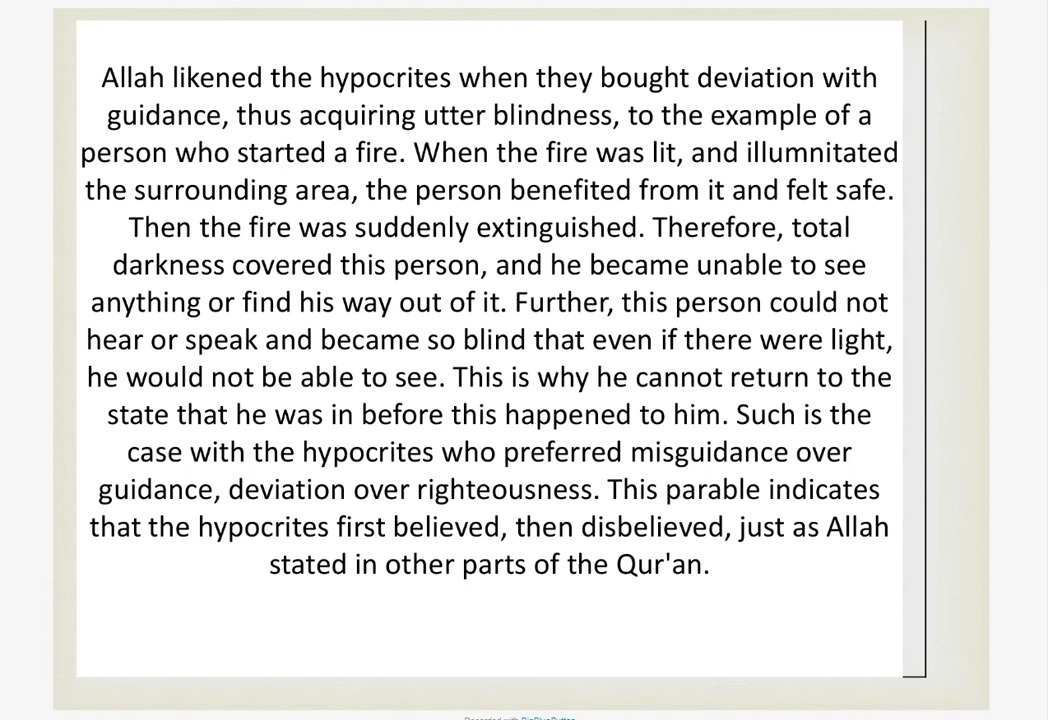 Allah likened the hypocrites when they bought deviation with
guidance, thus acquiring utter blindness, to the example of a
person who started a fire. When the fire was lit, and illumnitated
the surrounding area, the person benefited from it and felt safe.
Then the fire was suddenly extinguished. Therefore, total
darkness covered this person, and he became unable to see
anything or find his way out of it. Further, this person could not
hear or speak and became so blind that even if there were light,
he would not be able to see. This is why he cannot return to the
state that he was in before this happened to him. Such is the
case with the hypocrites who preferred misguidance over
guidance, deviation over righteousness. This parable indicates
that the hypocrites first believed, then disbelieved, just as Allah
stated in other parts of the Qur'an.
Recorded with BigBlueButton